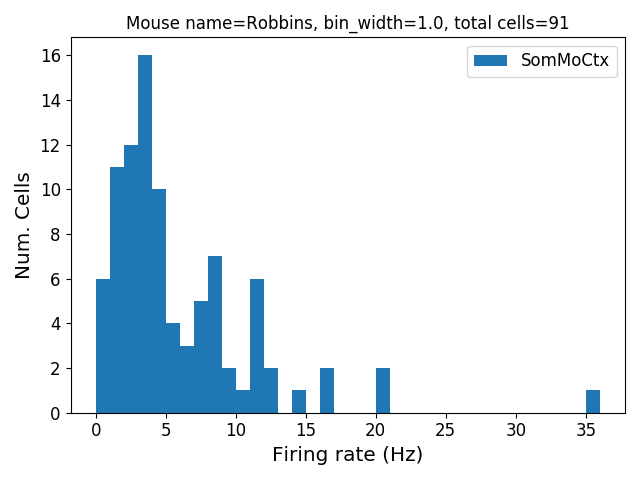 Mouse name=Robbins, bin_width=1.0, total cells=91
SomMoCtx
16
14
12
10
8
6
4
2
0
Num. Cells
0 5 10 15 20 25 30 35
Firing rate (Hz)